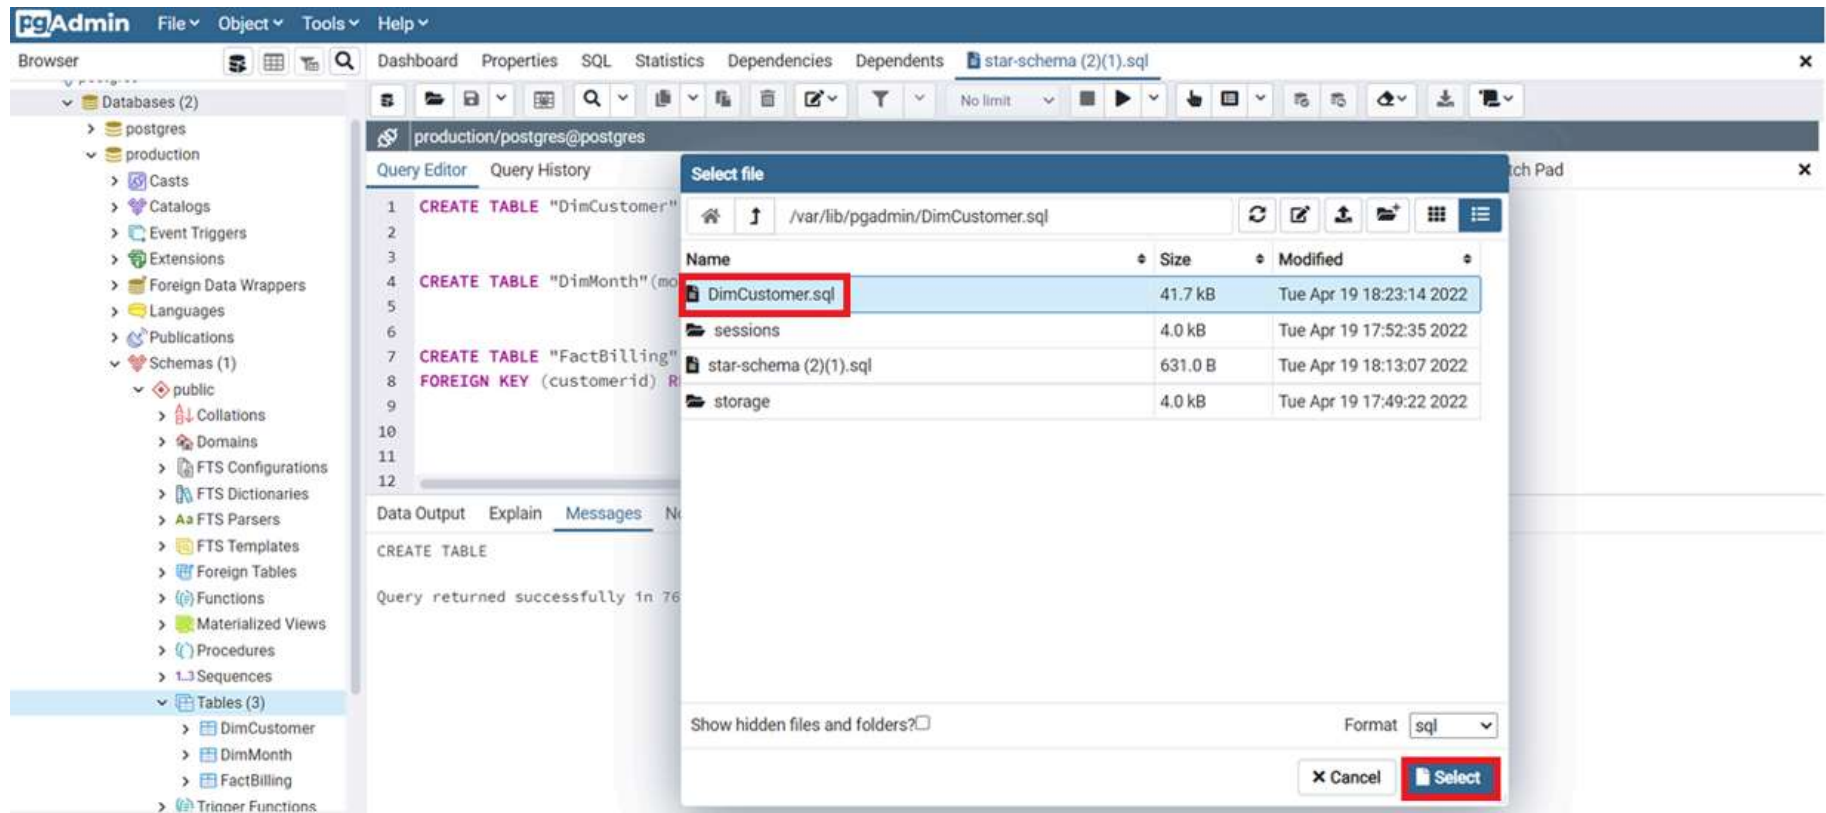 pgAdmin File Object Tools Help
Browser Dashboard Properties SQL Statistics Dependencies Dependents star-schema (2)(1).sql
Databases (2)
No limit
postgres
production/postgres@postgres
production
Query Editor Query History
Select file
tch Pad
Casts
Catalogs
Event Triggers
Extensions
Foreign Data Wrappers
Languages
Publications
Schemas (1)
public
Collations
Domains
FTS Configurations
FTS Dictionaries
Aa FTS Parsers
FTS Templates
Foreign Tables
Functions
Materialized Views
Procedures
1..3 Sequences
Tables (3)
DimCustomer
DimMonth
FactBilling
Trigger Functions
1 CREATE TABLE "DimCustomer"
2
3
4 CREATE TABLE "DimMonth"(mo
5
6
7 CREATE TABLE "FactBilling"
8 FOREIGN KEY (customerid) R
9
10
11
12
Data Output Explain Messages
CREATE TABLE
Query returned successfully in 76
/var/lib/pgadmin/DimCustomer.sql
Name Size Modified
DimCustomer.sql 41.7 kB Tue Apr 19 18:23:14 2022
sessions 4.0 kB Tue Apr 19 17:52:35 2022
star-schema (2)(1).sql 631.0 B Tue Apr 19 18:13:07 2022
storage 4.0 kB Tue Apr 19 17:49:22 2022
Show hidden files and folders? Format sql
Cancel Select